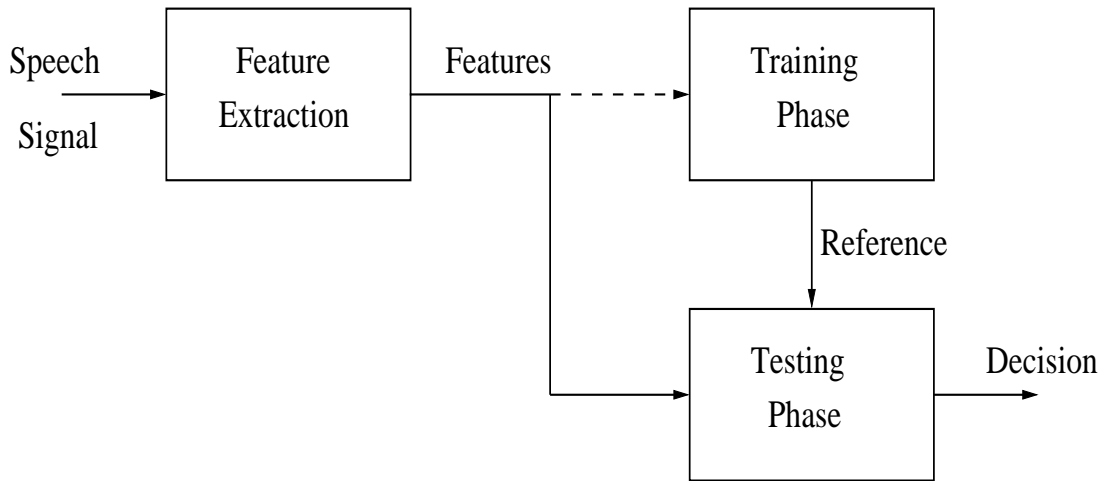 Speech
Signal
Feature
Extraction
Features
Training
Phase
Reference
Testing
Phase
Decision